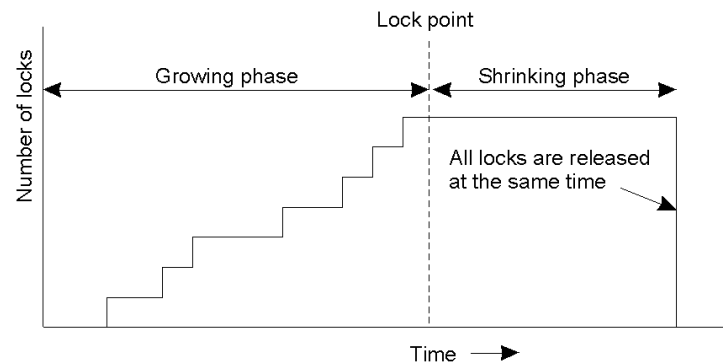 Lock point
Growing phase
Shrinking phase
Number of locks
All locks are released
at the same time
Time